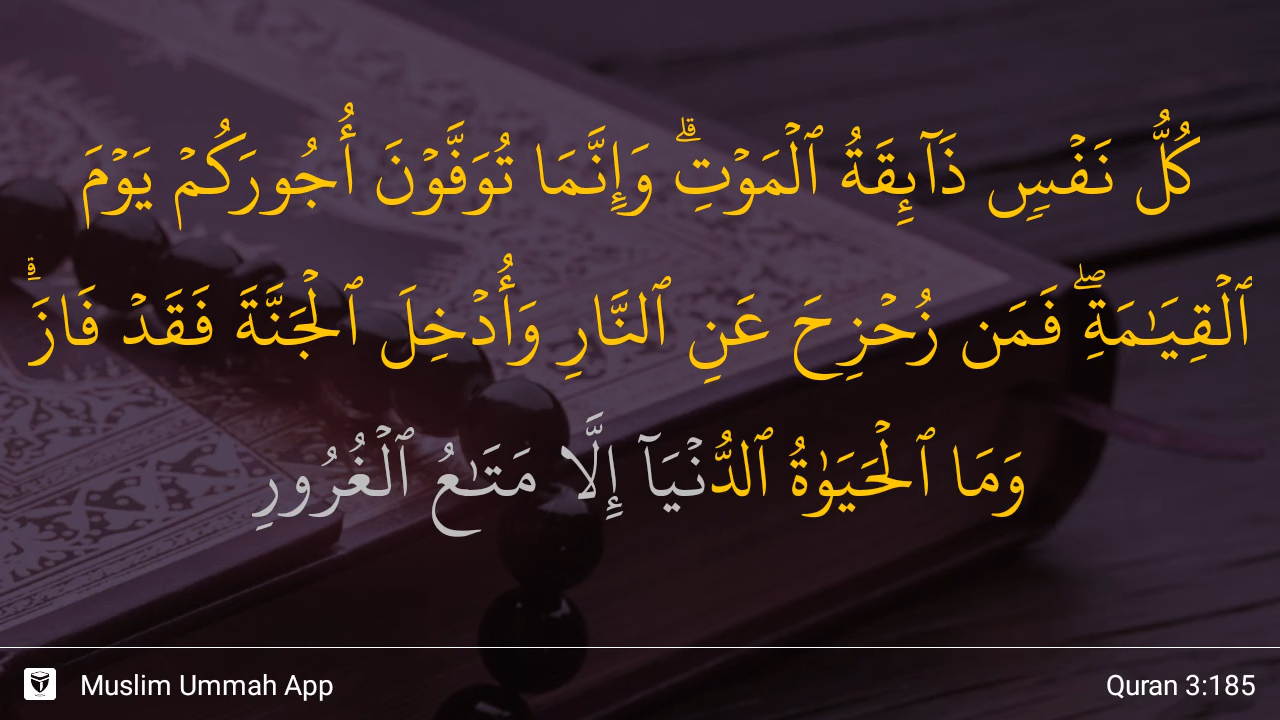 كُلُّ نَفْسٍ ذَآئِقَةُ ٱلْمَوْتِ ۗ وَإِنَّمَا تُوَفَّوْنَ أُجُورَكُمْ يَوْمَ
ٱلْقِيَـٰمَةِ ۖ فَمَن زُحْزِحَ عَنِ ٱلنَّارِ وَأُدْخِلَ ٱلْجَنَّةَ فَقَدْ فَازَ ۗ
وَمَا ٱلْحَيَوٰةُ ٱلدُّنْيَآ إِلَّا مَتَـٰعُ ٱلْغُرُورِ
Muslim Ummah App
Quran 3:185